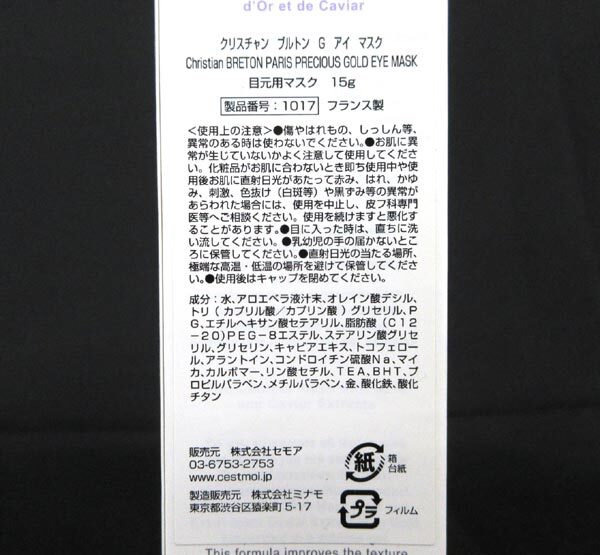 d'Or et de Caviar
クリスチャン ブルトン G アイ マスク
Christian BRETON PARIS PRECIOUS GOLD EYE MASK
目元用マスク 15g
製品番号：1017 フランス製
＜使用上の注意＞●傷やはれもの、しっしん等、
異常のある時は使わないでください。●お肌に異
常が生じていないかよく注意して使用してくださ
い。化粧品がお肌に合わないとき即ち使用中や使
用後お肌に直射日光があたって赤み、はれ、かゆ
み、刺激、色抜け（白斑等）や黒ずみ等の異常が
あらわれた場合には、使用を中止し、皮フ科専門
医等へご相談ください。使用を続けますと悪化す
ることがあります。●目に入った時は、直ちに洗
い流してください。●乳幼児の手の届かないとこ
ろに保管してください。●直射日光の当たる場所、
極端な高温・低温の場所を避けて保管してくださ
い。●使用後はキャップを閉めてください。
成分：水、アロエベラ液汁末、オレイン酸デシル、
トリ（カプリル酸／カプリン酸）グリセリル、P
G、エチルヘキサン酸セテアリル、脂肪酸（C12
－20）PEG－8エステル、ステアリン酸グリセ
リル、グリセリン、キャビアエキス、トコフェロー
ル、アラントイン、コンドロイチン硫酸Na、マイ
カ、カルボマー、リン酸セチル、TEA、BHT、プ
ロピルパラベン、メチルパラベン、金、酸化鉄、酸化
チタン
販売元 株式会社セモア
03-6753-2753
www.cestmoi.jp
製造販売元 株式会社ミナモ
東京都渋谷区猿楽町5-17
紙 箱
台紙
プラ フィルム
This formula improves the texture